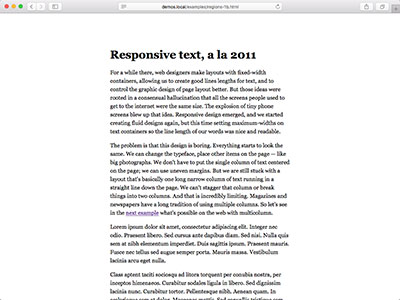 demos.local/examples/regions-1b.html
Responsive text, a la 2011
For a while there, web designers make layouts with fixed-width
containers, allowing us to create good lines lengths for text, and to
control the graphic design of page layout better. But those ideas were
rooted in a consensual hallucination that all the screens people used to
get to the internet were the same size. The explosion of tiny phone
screens blew up that idea. Responsive design emerged, and we started
creating fluid designs again, but this time setting maximum-widths on
text containers so the line length of our words was nice and readable.
The problem is that this design is boring. Everything starts to look the
same. We can change the typeface, place other items on the page — like
big photographs. We don't have to put the single column of text centered
on the page; we can use uneven margins. But we are still stuck with a
layout that's basically one long narrow column of text running in a
straight line down the page. We can't stagger that column or break
things into two columns. And that is incredibly limiting. Magazines and
newspapers have a long tradition of using multiple columns. So let's see
in the next example what's possible on the web with multicolumn.
Lorem ipsum dolor sit amet, consectetur adipiscing elit. Integer nec
odio. Praesent libero. Sed cursus ante dapibus diam. Sed nisi. Nulla quis
sem at nibh elementum imperdiet. Duis sagittis ipsum. Praesent mauris.
Fusce nec tellus sed augue semper porta. Mauris massa. Vestibulum
lacinia arcu eget nulla.
Class aptent taciti sociosqu ad litora torquent per conubia nostra, per
inceptos himenaeos. Curabitur sodales ligula in libero. Sed dignissim
lacinia nunc. Curabitur tortor. Pellentesque nibh. Aenean quam. In